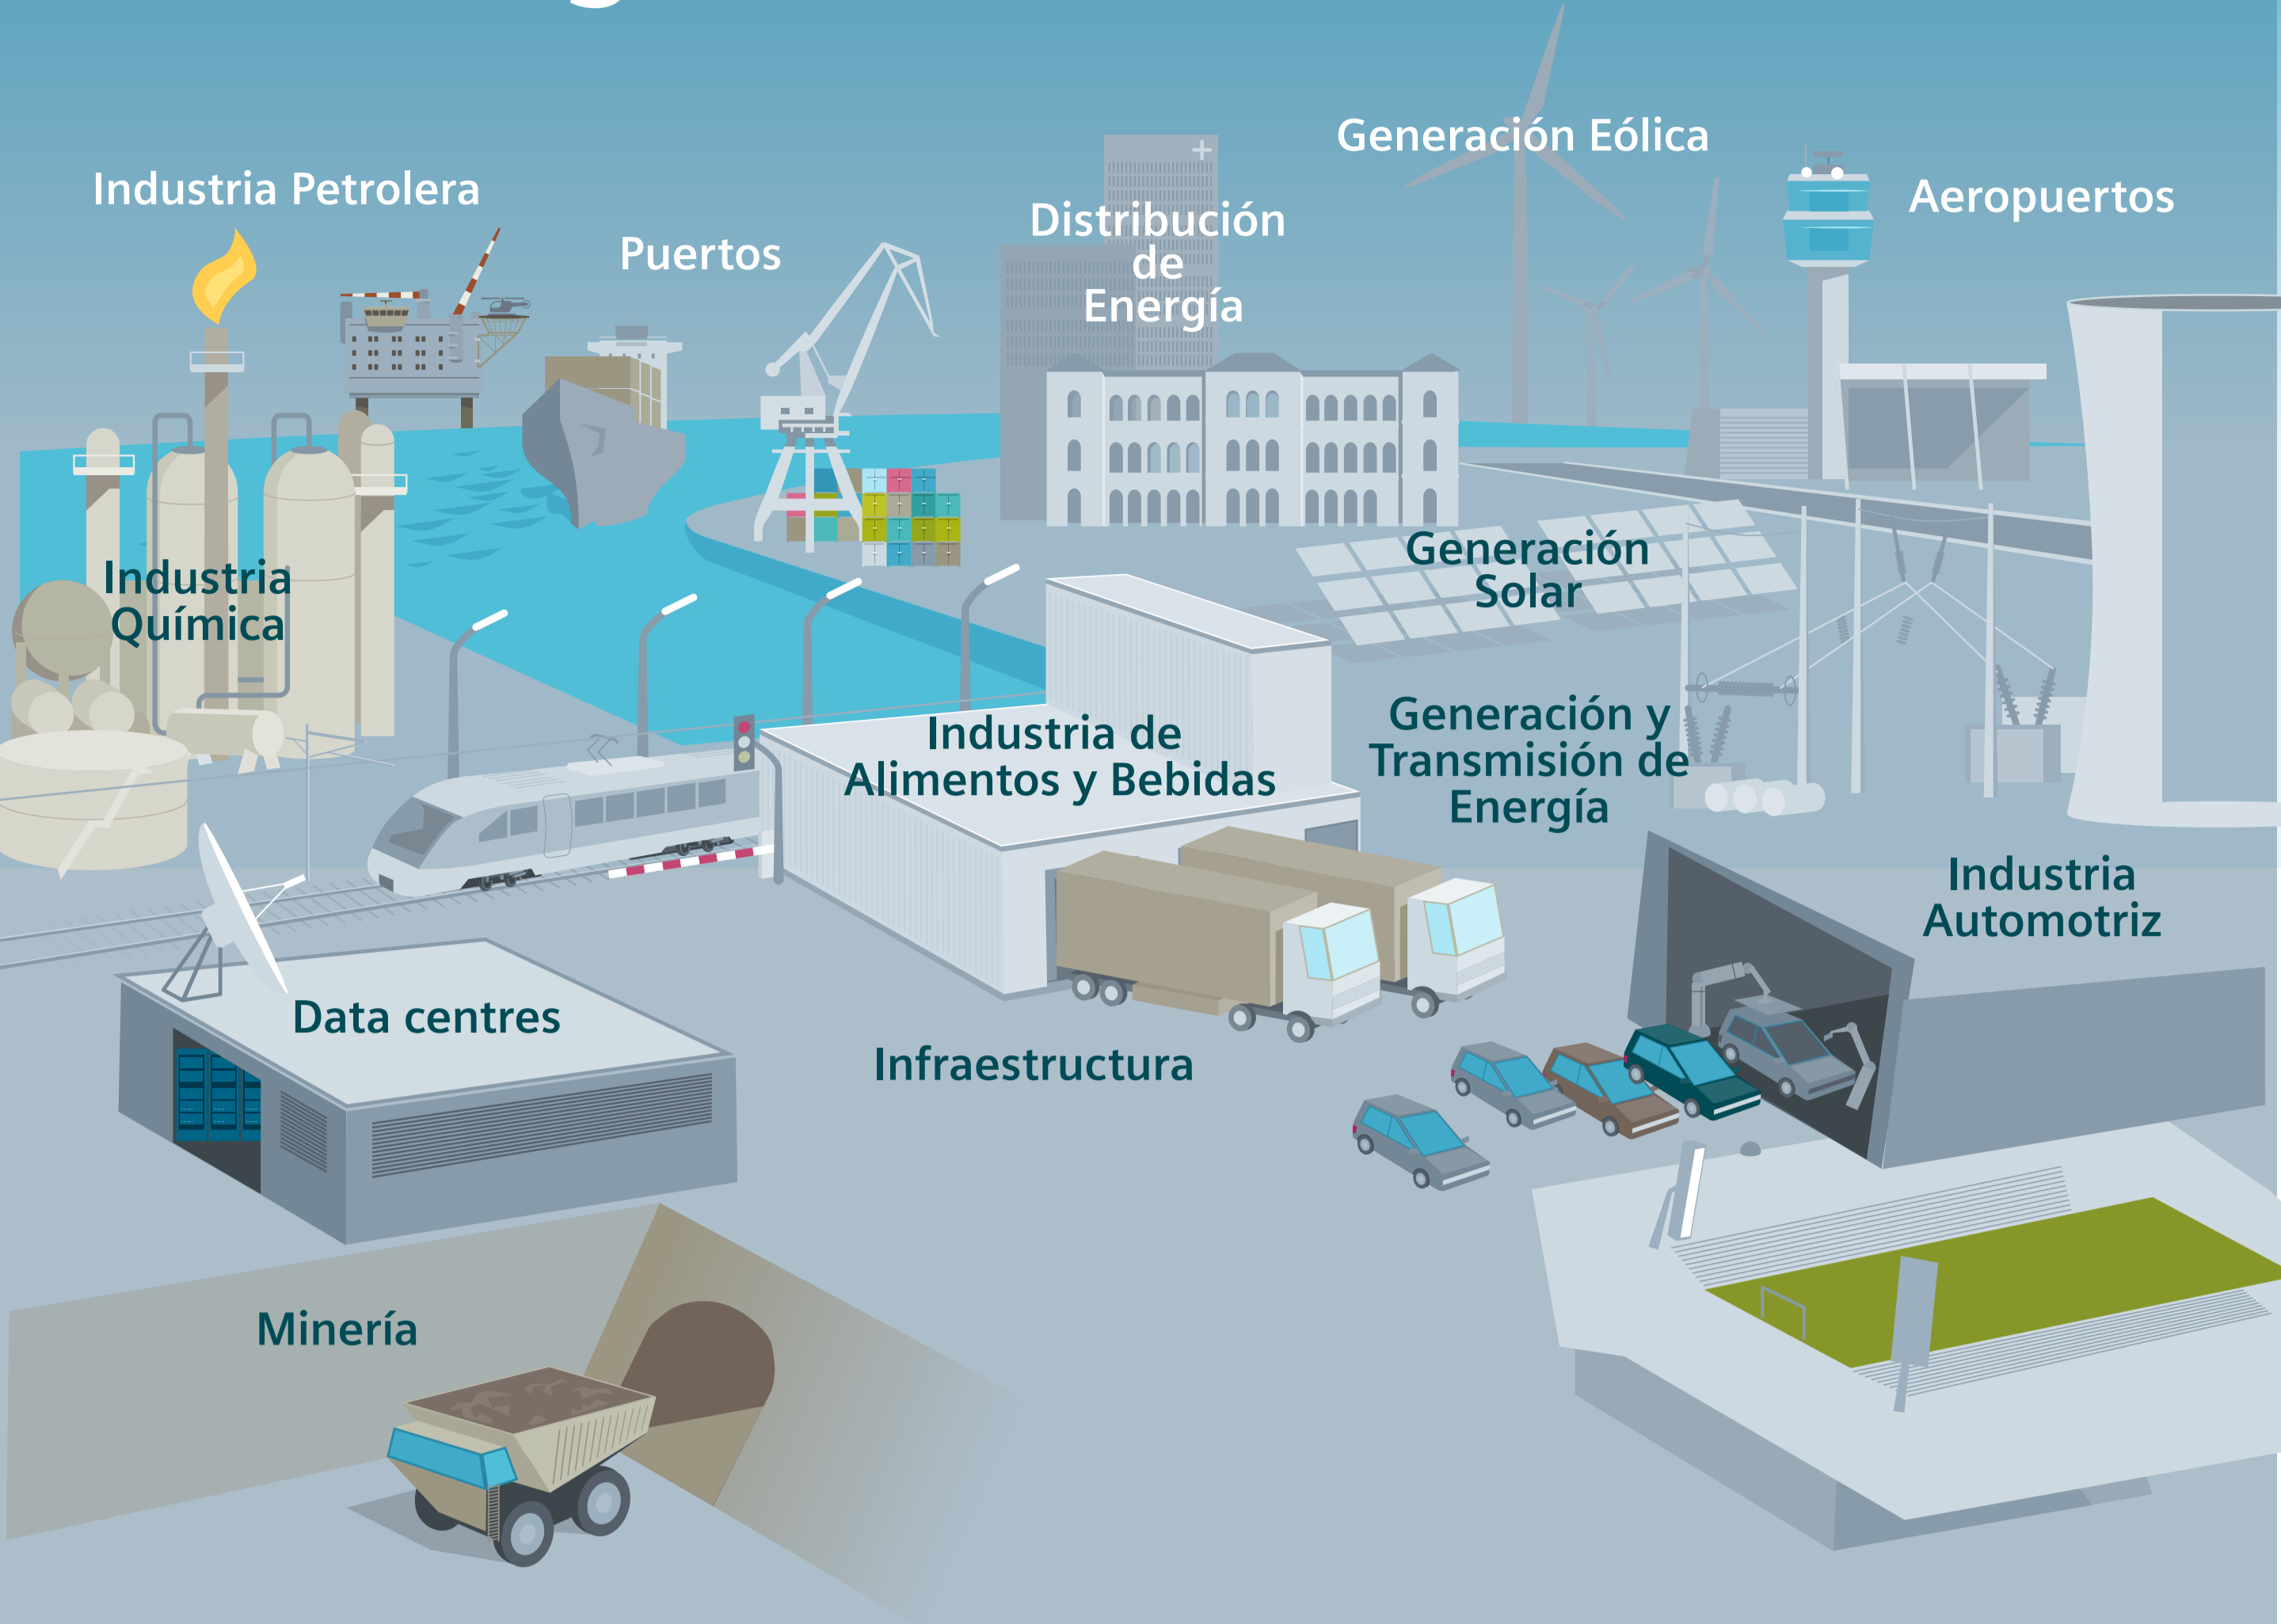 Generación Eólica
Industria Petrolera
Aeropuertos
Puertos
Distribución
de
Energía
Generación
Solar
Industria
Química
Generación y
Transmisión de
Energía
Industria de
Alimentos y Bebidas
Industria
Automotriz
Data centres
Infraestructura
Minería